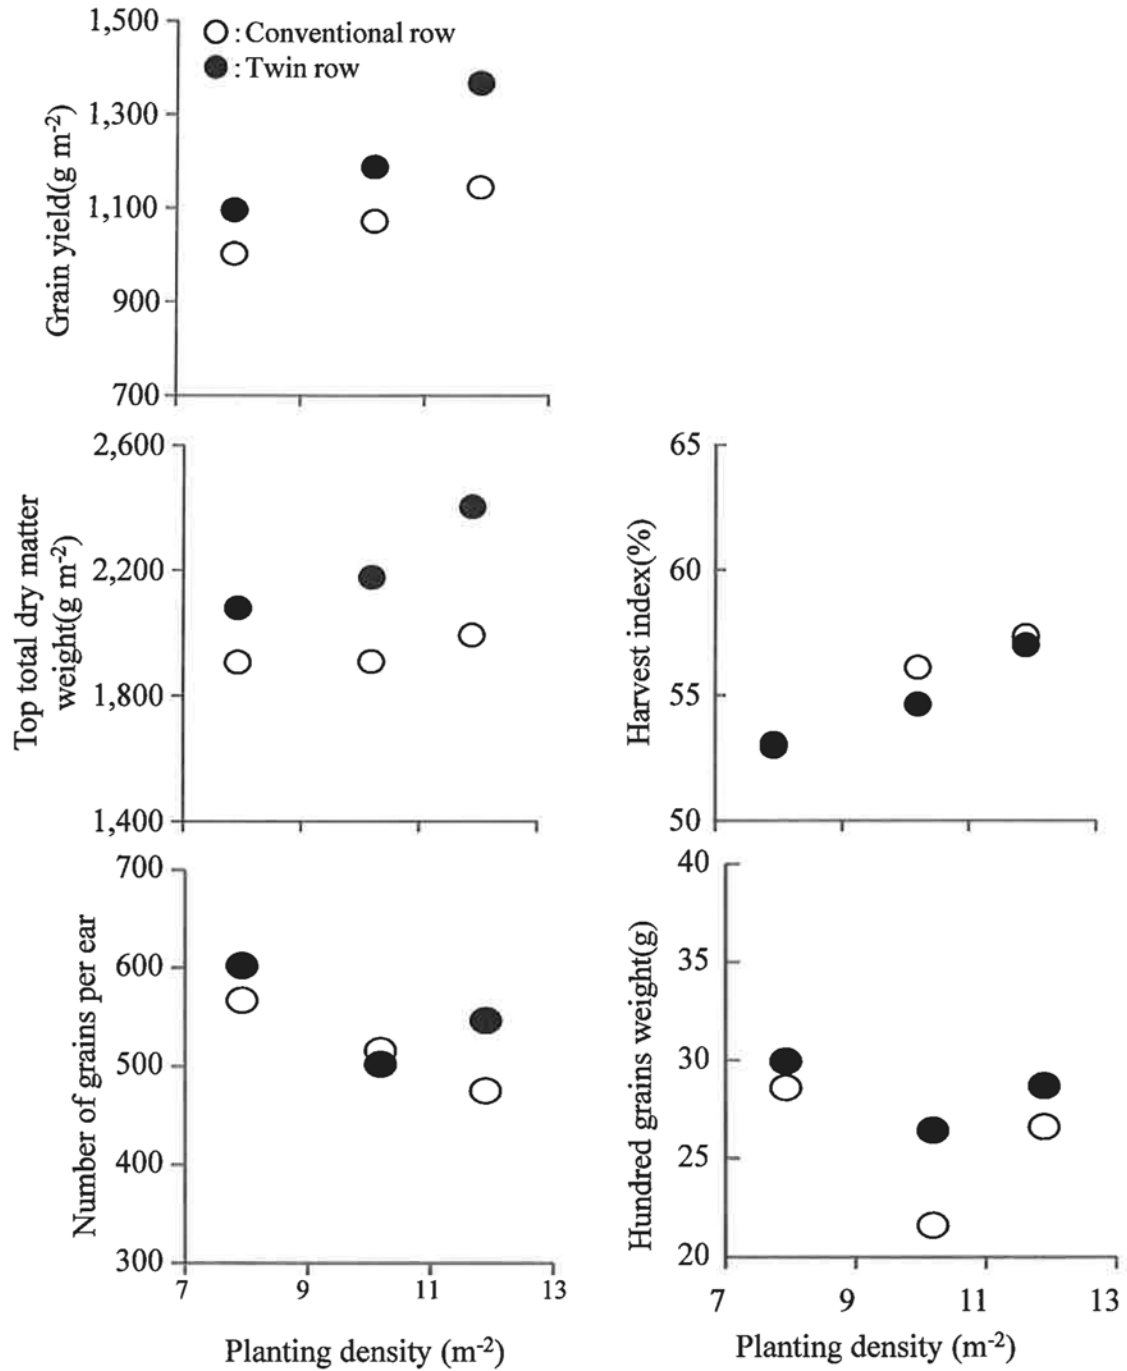 1,500
○ : Conventional row
● : Twin row
1,300
1,100
900
700
Grain yield(g m-2)
2,600
2,200
1,800
1,400
Top total dry matter
weight(g m-2)
65
60
55
50
Harvest index(%)
700
600
500
400
300
Number of grains per ear
7 9 11 13
Planting density (m-2)
40
35
30
25
20
Hundred grains weight(g)
7 9 11 13
Planting density (m-2)